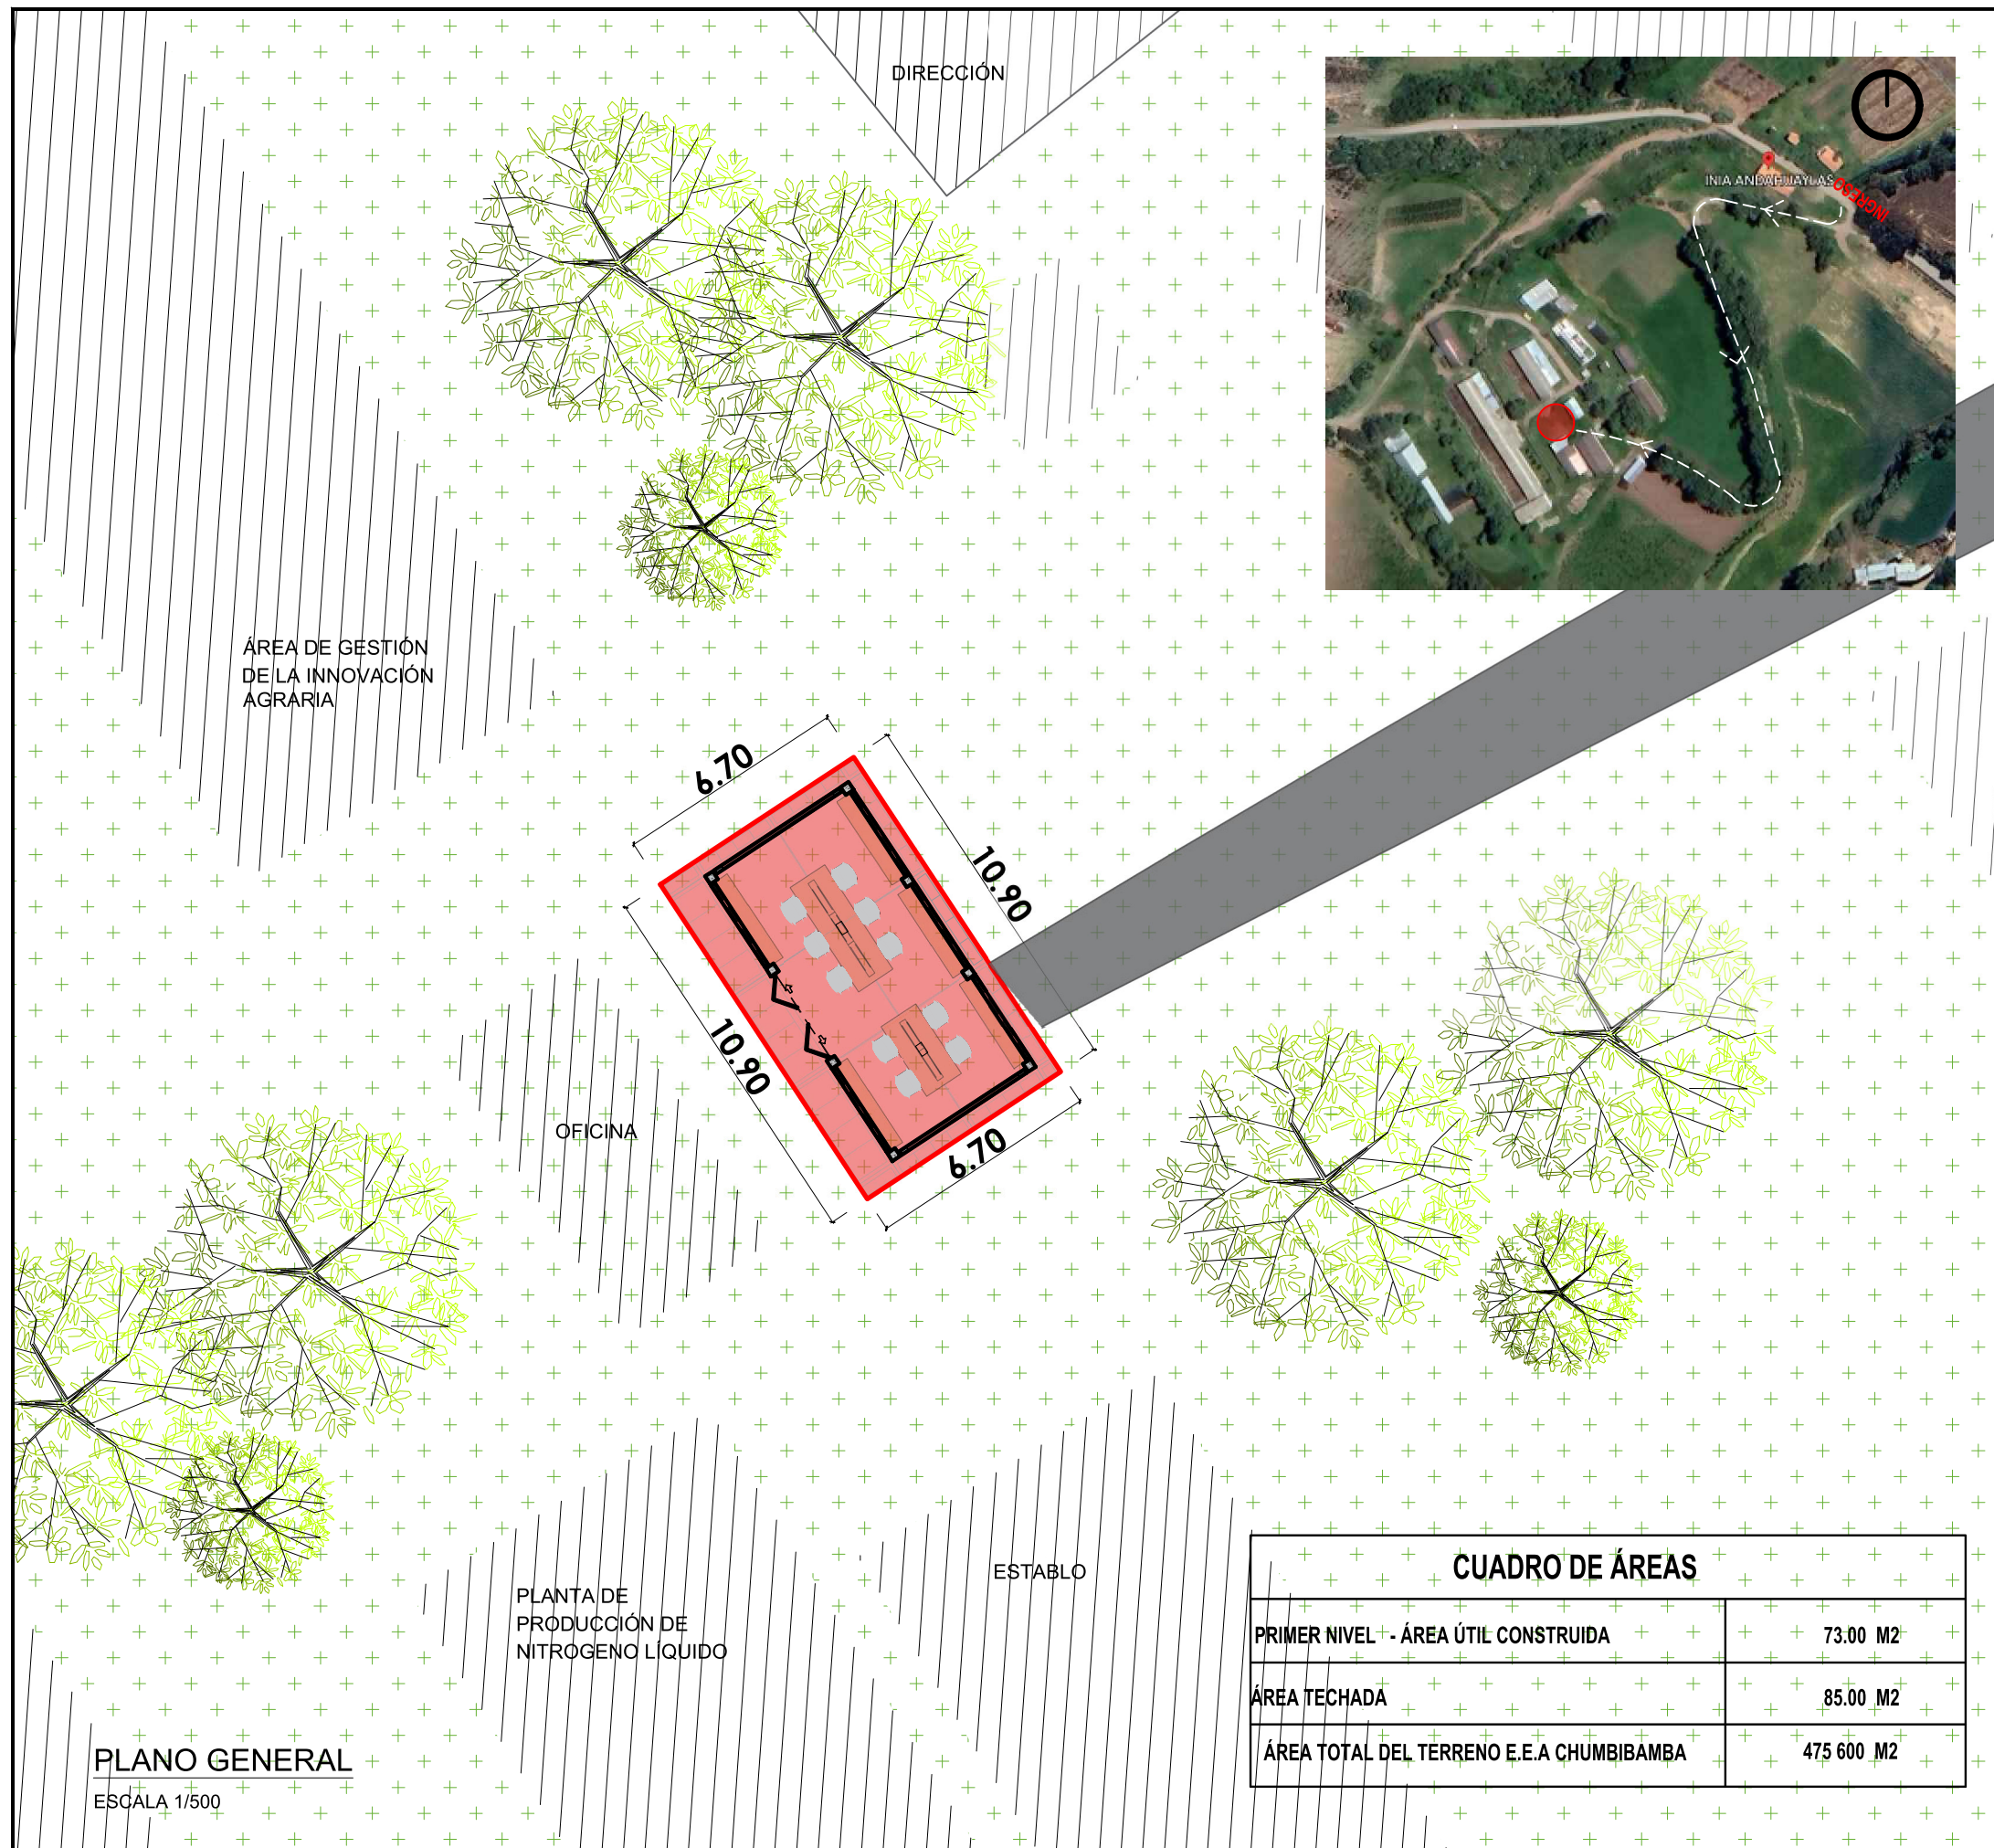 DIRECCIÓN
INIA ANDAHUAYLAS
INGRESO
ÁREA DE GESTIÓN
DE LA INNOVACIÓN
AGRARIA
6.70
10.90
10.90
6.70
OFICINA
ESTABLO
PLANTA DE
PRODUCCIÓN DE
NITROGENO LÍQUIDO
CUADRO DE ÁREAS
PRIMER NIVEL - ÁREA ÚTIL CONSTRUIDA 73.00 M2
ÁREA TECHADA 85.00 M2
ÁREA TOTAL DEL TERRENO E.E.A CHUMBIBAMBA 475 600 M2
PLANO GENERAL
ESCALA 1/500